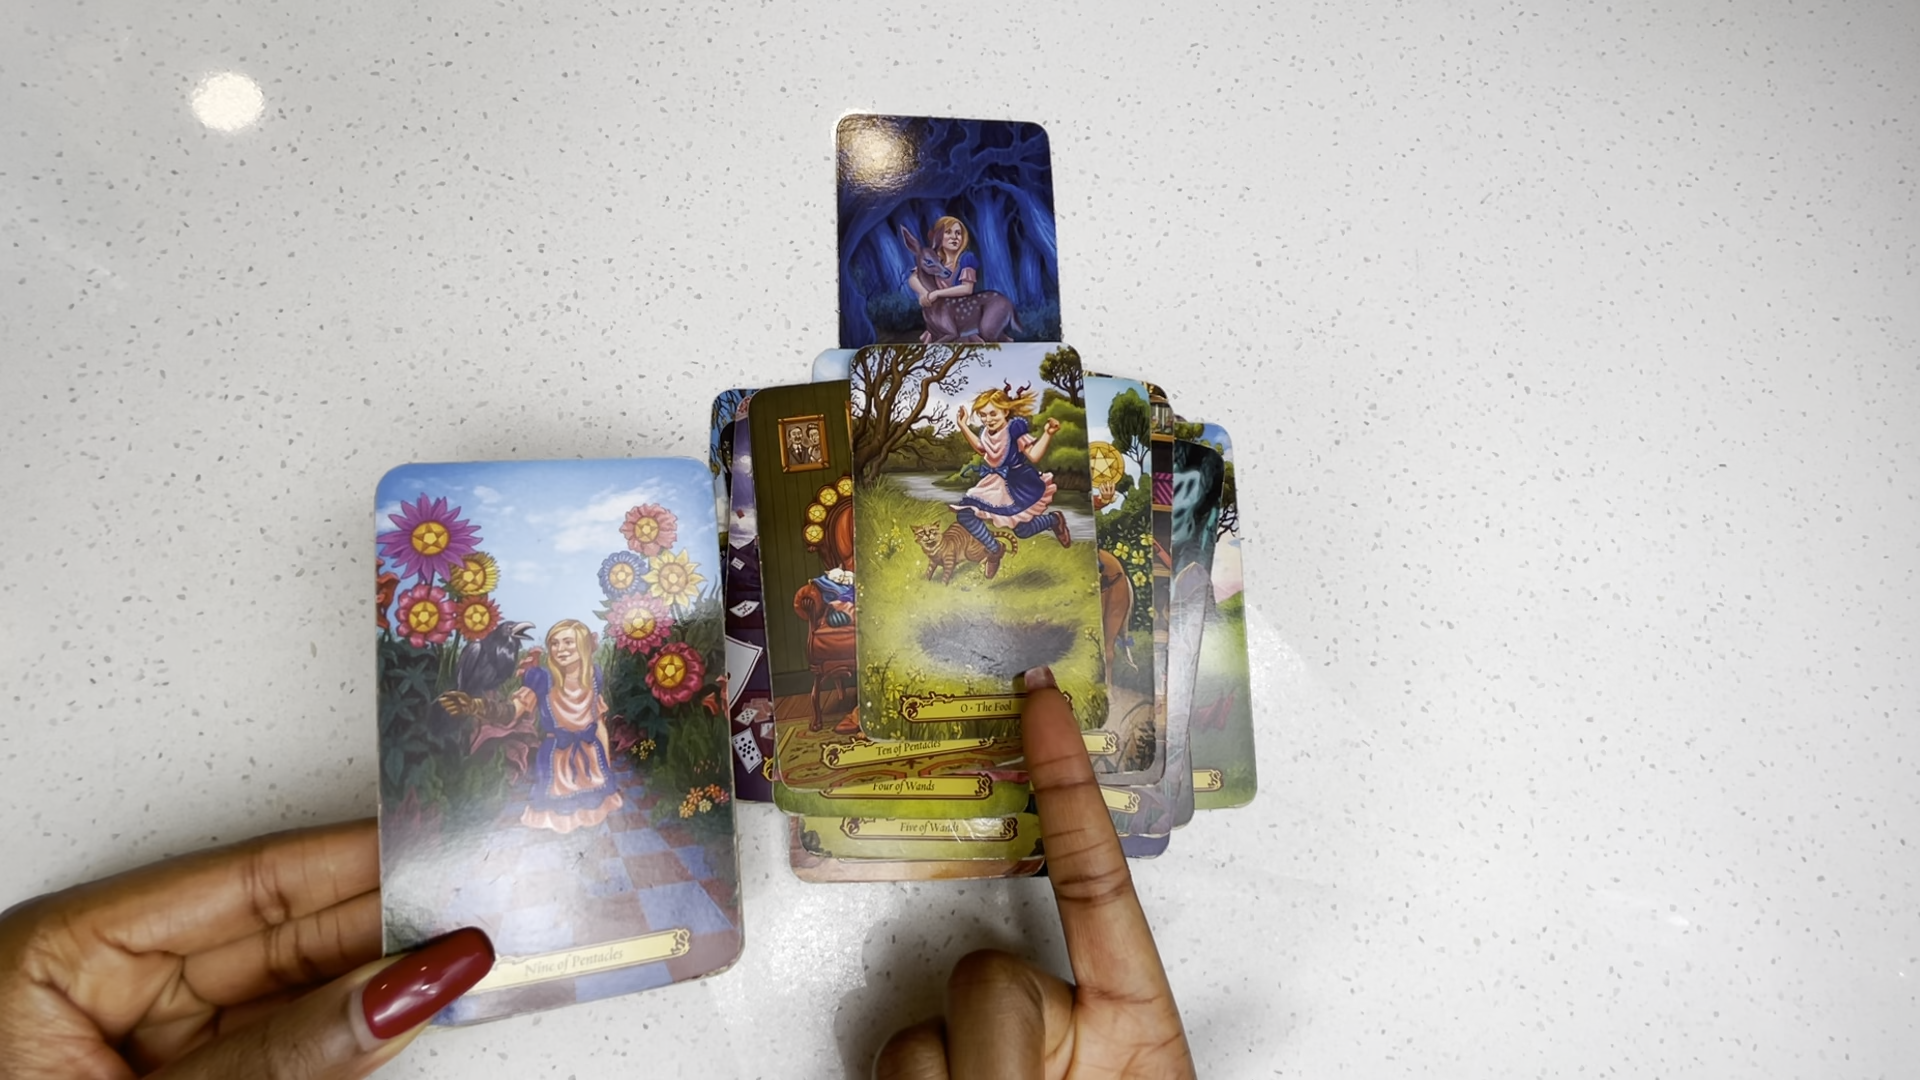 0 • The Fool
Ten of Pentacles
Four of Wands
Five of Wands
Nine of Pentacles